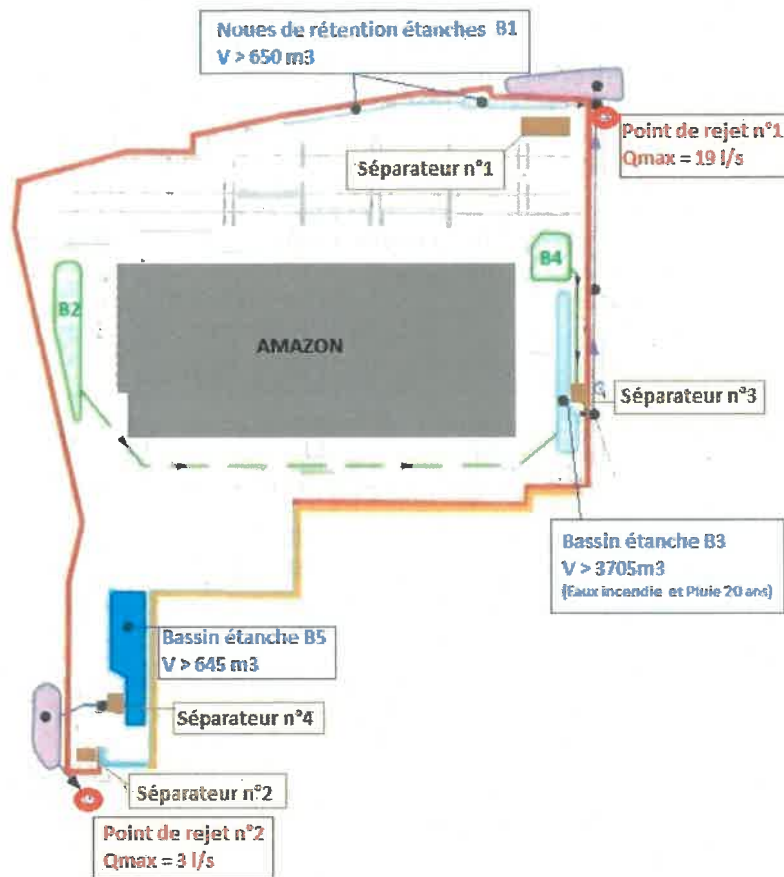 Noues de rétention étanches B1
V > 650 m3
Point de rejet n°1
Qmax = 19 l/s
Séparateur n°1
B4
B2
AMAZON
Séparateur n°3
Bassin étanche B3
V > 3705m3
(Eaux incendie et Pluie 20 ans)
Bassin étanche B5
V > 645 m3
Séparateur n°4
Séparateur n°2
Point de rejet n°2
Qmax = 3 l/s